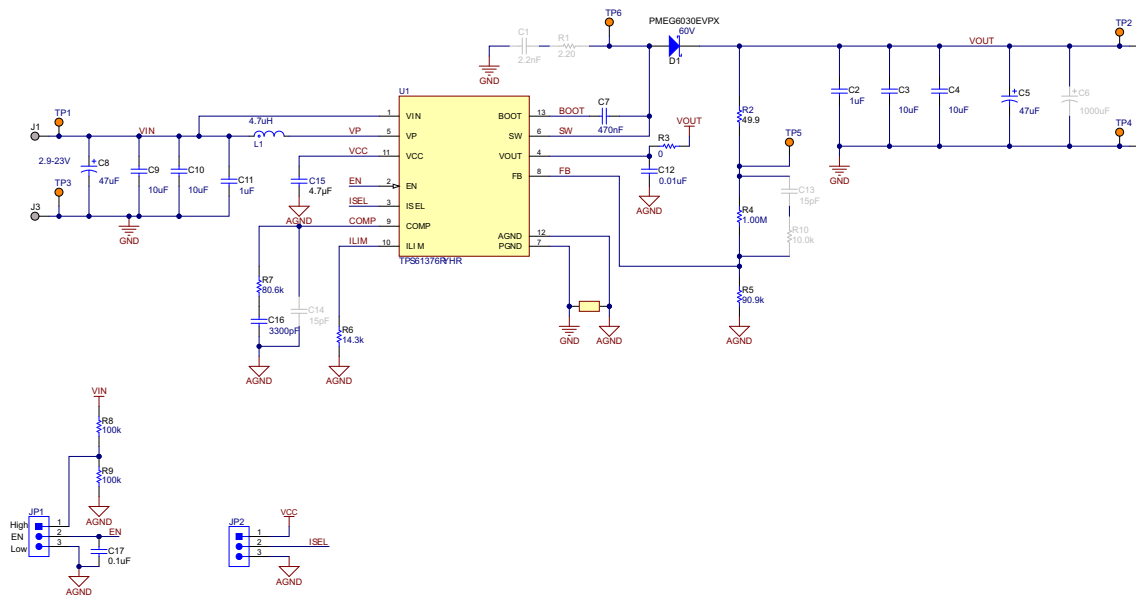 TP6
PMEG6030EVPX
60V
D1
C1
2.2nF
R1
2.20
GND
TP2
VOUT
U1
C2
1uF
C3
10uF
C4
10uF
C5
47uF
C6
1000uF
TP4
GND
R2
49.9
TP5
C13
15pF
R4
1.00M
R10
10.0k
R5
90.9k
AGND
TP1
J1
VIN
4.7uH
L1
VP
VCC
2.9-23V
C8
47uF
C9
10uF
C10
10uF
C11
1uF
TP3
J3
GND
C15
4.7µF
AGND
EN
ISEL
COMP
ILIM
1
5
11
2
3
9
10
VIN
VP
VCC
EN
ISEL
COMP
ILIM
BOOT
SW
VOUT
FB
AGND
PGND
TPS61376RYHR
13
6
4
8
12
7
BOOT
SW
FB
C7
470nF
R3
0
VOUT
C12
0.01uF
AGND
GND
AGND
R7
80.6k
C16
3300pF
C14
15pF
R6
14.3k
AGND
AGND
VIN
R8
100k
R9
100k
AGND
JP1
High
EN
Low
1
2
3
EN
C17
0.1uF
AGND
JP2
1
2
3
VCC
ISEL
AGND